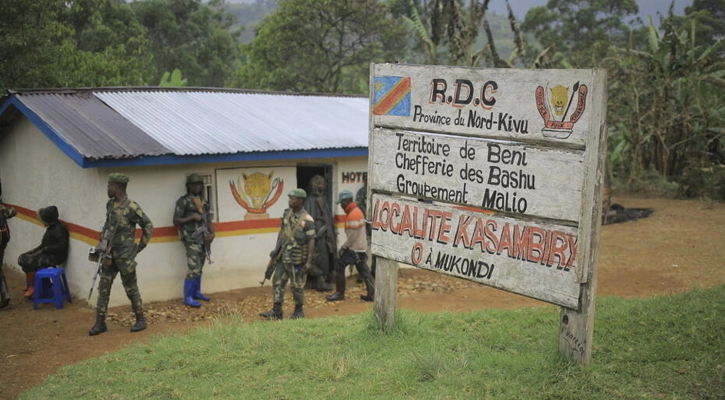 R.D.C
Province du Nord-Kivu
Territoire de Beni
Chefferie des Bashu
Groupement Malio
LOCALITE KASAMBIRY
Q. À MUKONDI
HOTE